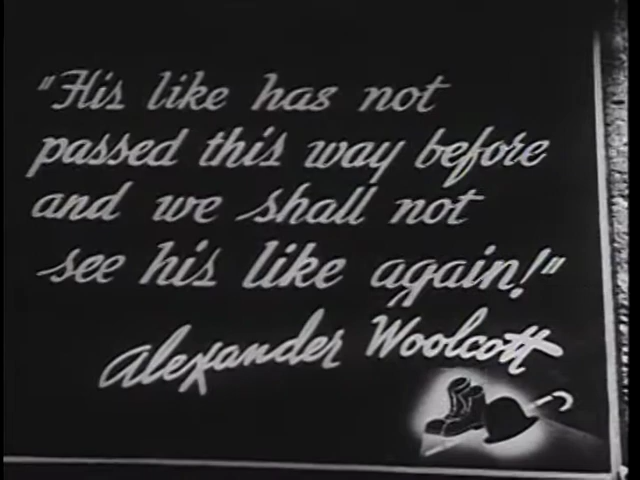 "His like has not
passed this way before
and we shall not
see his like again!"
Alexander Woolcott